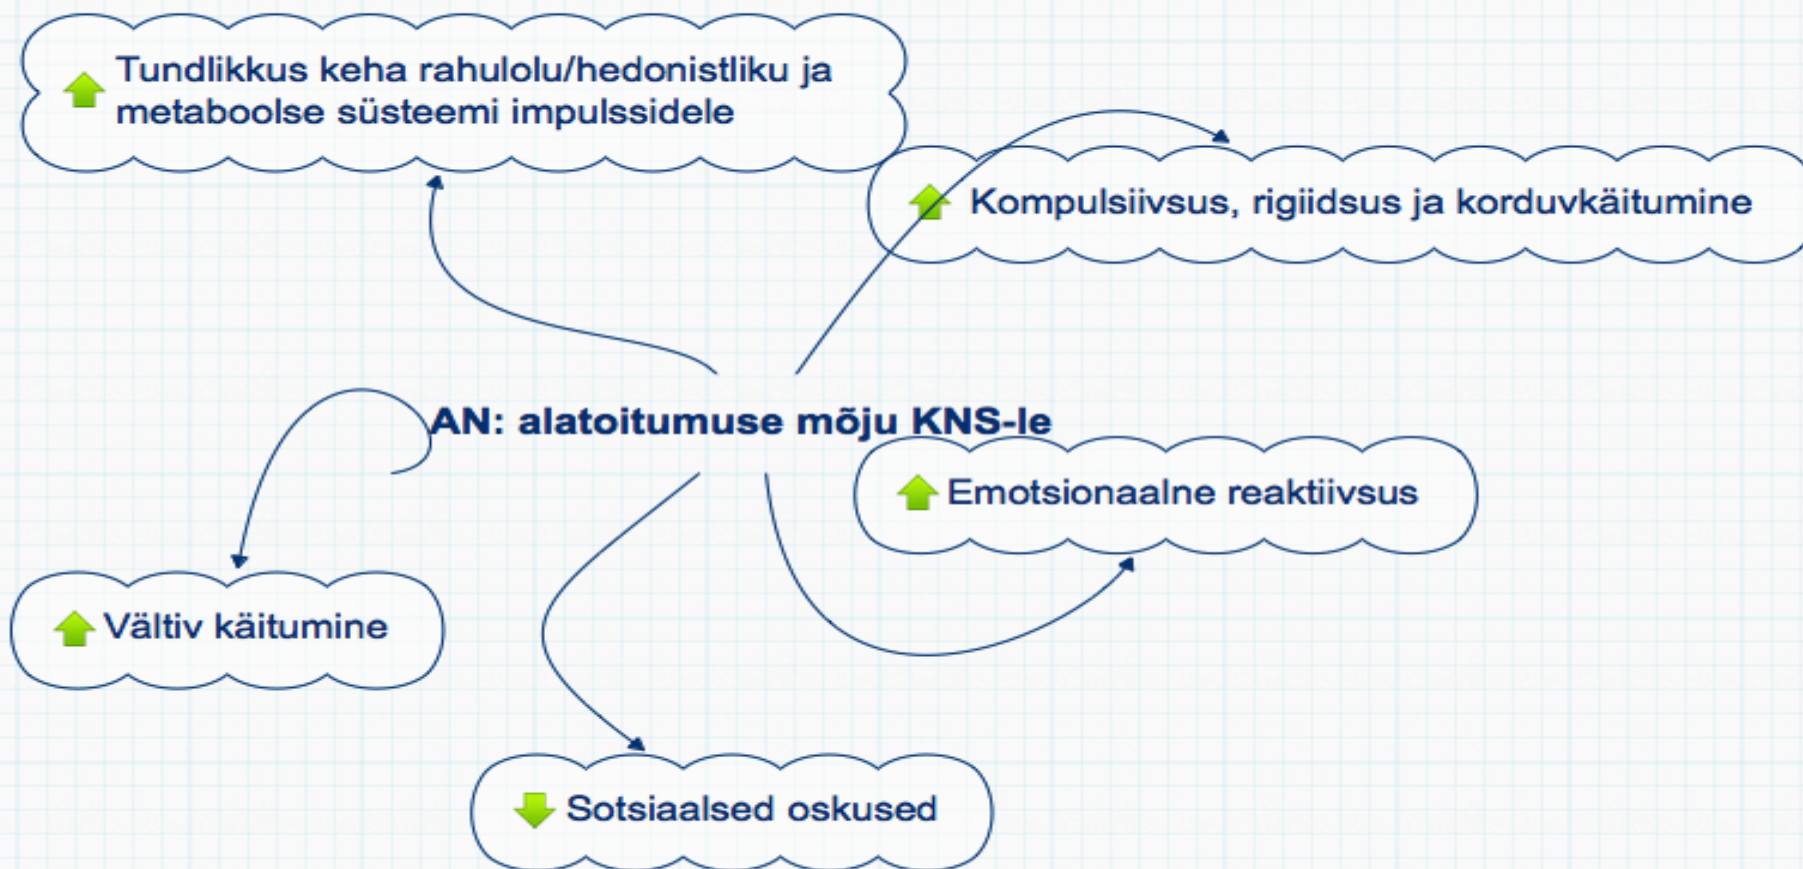 Tundlikkus keha rahulolu/hedonistliku ja
metaboolse süsteemi impulssidele
Kompulsiivsus, rigiidsus ja korduvkäitumine
AN: alatoitumuse mõju KNS-le
Emotsionaalne reaktiivsus
Vältiv käitumine
Sotsiaalsed oskused